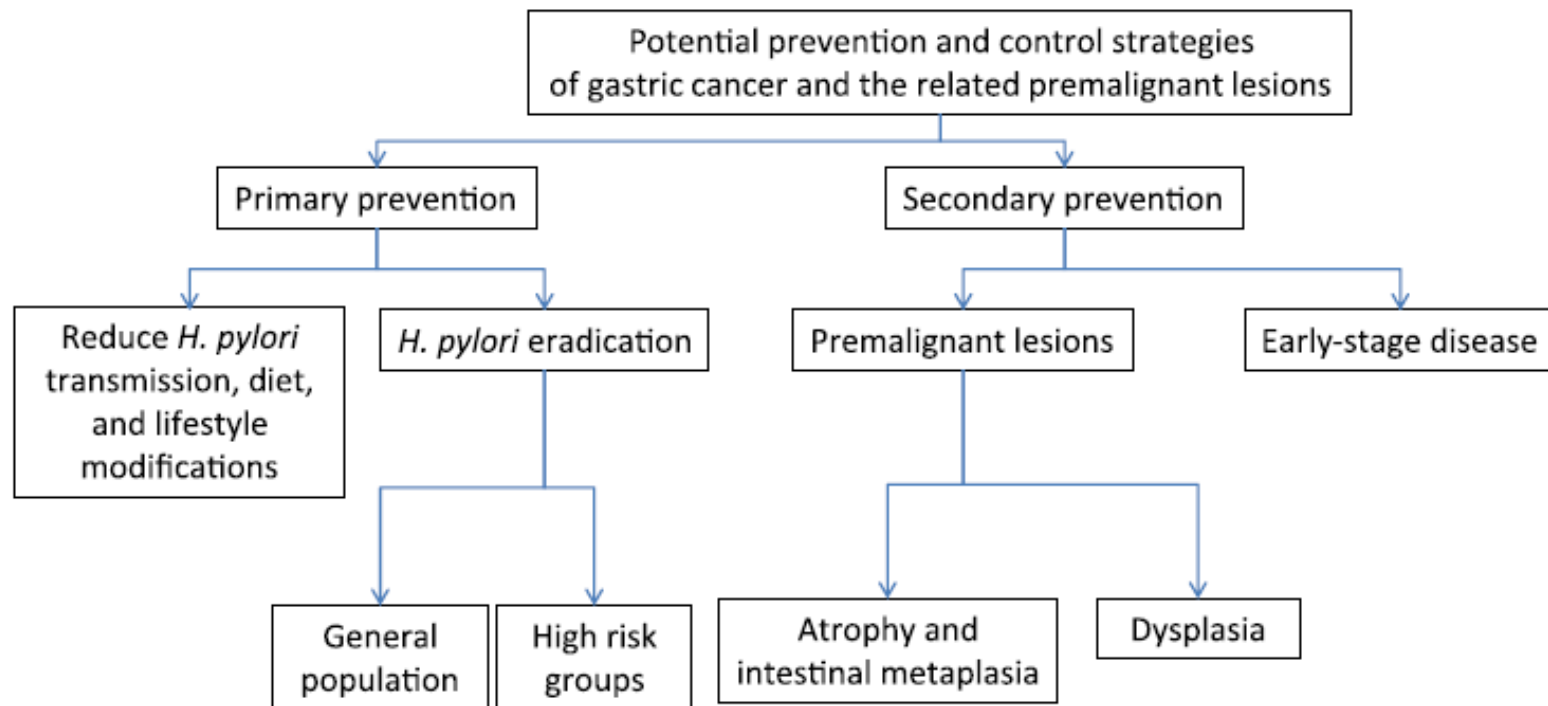 Potential prevention and control strategies
of gastric cancer and the related premalignant lesions
Primary prevention
Secondary prevention
Reduce H. pylori
transmission, diet,
and lifestyle
modifications
H. pylori eradication
Premalignant lesions
Early-stage disease
General
population
High risk
groups
Atrophy and
intestinal metaplasia
Dysplasia